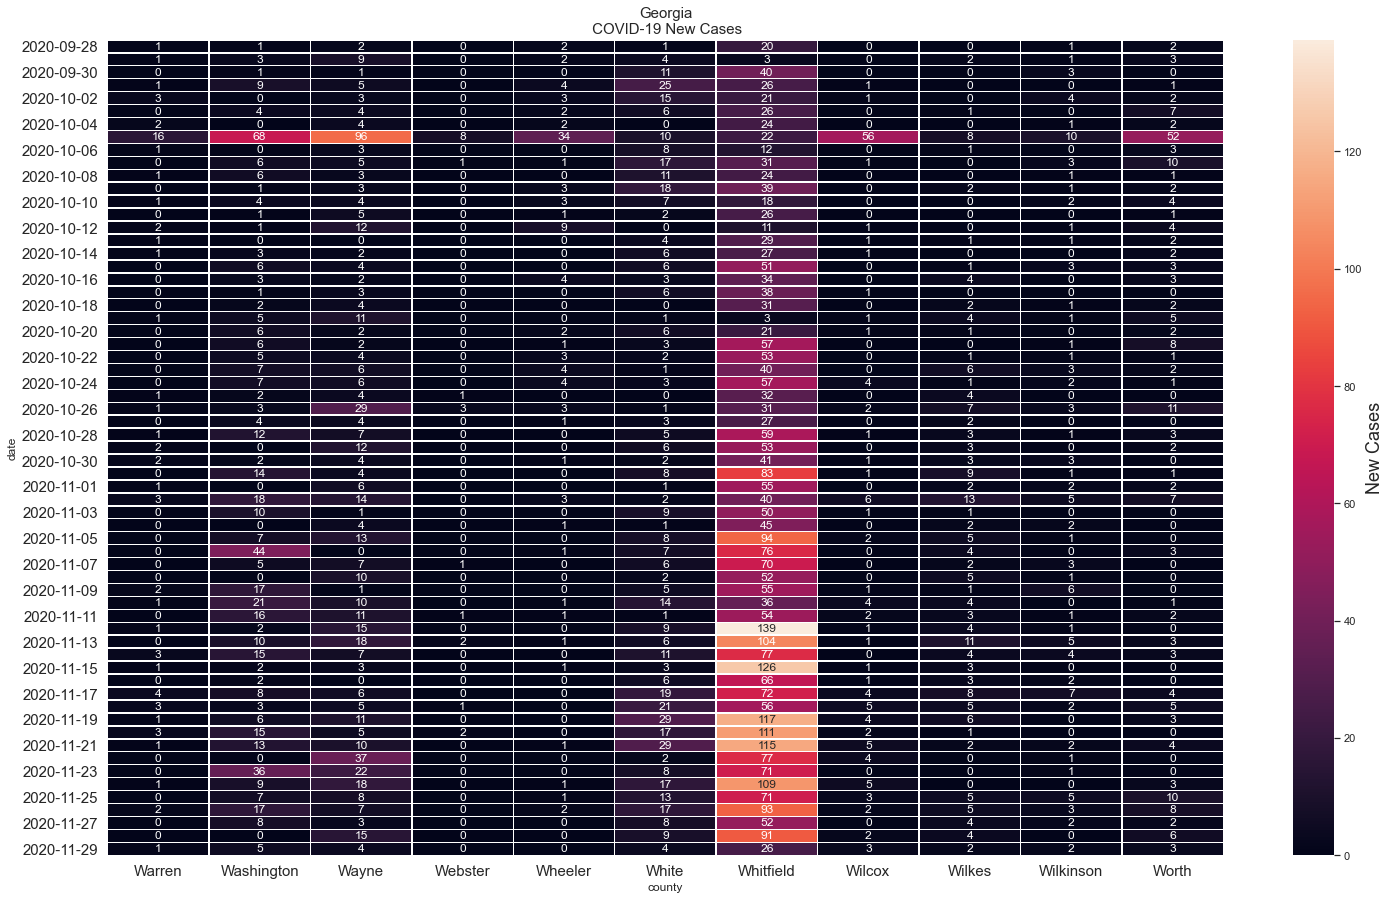 Georgia
COVID-19 New Cases
2020-09-28 1 1 2 0 2 1 20 0 0 1 2
1 3 9 0 2 4 3 0 2 1 3
2020-09-30 0 1 1 0 0 11 40 0 0 3 0
1 9 5 0 4 25 26 1 0 0 1
2020-10-02 3 0 3 0 3 15 21 1 0 4 2
0 4 4 0 2 6 26 0 1 0 7
2020-10-04 2 0 4 0 0 0 24 0 0 1 2
16 68 96 8 34 10 22 56 8 10 52
2020-10-06 1 0 3 0 0 8 12 0 1 0 3
0 6 5 1 1 17 31 1 0 3 10
2020-10-08 1 6 3 0 0 11 24 0 0 1 1
0 1 3 0 3 18 39 0 2 1 2
2020-10-10 1 4 4 0 3 7 18 0 0 2 4
0 1 5 0 1 2 26 0 0 0 1
2020-10-12 2 1 12 0 9 0 11 0 1 1 4
1 0 0 0 0 4 29 1 1 1 2
2020-10-14 1 3 2 0 0 6 27 1 0 0 2
0 6 4 0 0 6 51 0 1 3 3
2020-10-16 0 3 2 0 4 3 34 0 4 0 3
0 1 3 0 0 6 38 1 0 0 0
2020-10-18 0 2 4 0 0 0 31 0 2 1 2
1 5 11 0 0 1 3 1 4 1 5
2020-10-20 0 6 2 0 2 6 21 1 1 0 2
0 6 2 0 1 3 57 0 0 1 8
2020-10-22 0 5 4 0 3 2 53 0 1 1 1
0 7 6 0 4 1 40 0 6 3 2
2020-10-24 0 7 6 0 4 3 57 4 1 2 1
1 2 4 1 0 0 32 0 4 0 0
2020-10-26 1 3 29 3 3 1 31 2 7 3 11
0 4 4 0 1 3 27 0 2 0 0
2020-10-28 1 12 7 0 0 5 59 1 3 1 3
2 0 12 0 0 6 53 0 3 0 2
2020-10-30 2 2 4 0 1 2 41 1 3 3 0
0 14 4 0 0 8 83 1 9 1 1
2020-11-01 1 0 6 0 0 1 55 0 2 2 2
3 18 14 0 3 2 40 6 13 5 7
2020-11-03 0 10 1 0 0 9 50 1 1 0 0
0 0 4 0 1 1 45 0 2 2 0
2020-11-05 0 7 13 0 0 8 94 2 5 1 0
0 44 0 0 1 7 76 0 4 0 3
2020-11-07 0 5 7 1 0 6 70 0 2 3 0
0 0 10 0 0 2 52 0 5 1 0
2020-11-09 2 17 1 0 0 5 55 1 1 6 0
1 21 10 0 1 14 36 4 4 0 1
2020-11-11 0 16 11 1 1 1 54 2 3 1 2
1 2 15 0 0 9 139 1 4 1 0
2020-11-13 0 10 18 2 1 6 104 1 11 5 3
3 15 7 0 0 11 77 0 4 4 3
2020-11-15 1 2 3 0 1 3 126 1 3 0 0
0 2 0 0 0 6 66 1 3 2 0
2020-11-17 4 8 6 0 0 19 72 4 8 7 4
3 3 5 1 0 21 56 5 5 2 5
2020-11-19 1 6 11 0 0 29 117 4 6 0 3
3 15 5 2 0 17 111 2 1 0 0
2020-11-21 1 13 10 0 1 29 115 5 2 2 4
0 0 37 0 0 2 77 4 0 1 0
2020-11-23 0 36 22 0 0 8 71 0 0 1 0
1 9 18 0 1 17 109 5 0 0 3
2020-11-25 0 7 8 0 1 13 71 3 5 5 10
2 17 7 0 2 17 93 2 5 3 8
2020-11-27 0 8 3 0 0 8 52 0 4 2 2
0 0 15 0 0 9 91 2 4 0 6
2020-11-29 1 5 4 0 0 4 26 3 2 2 3
Warren Washington Wayne Webster Wheeler White Whitfield Wilcox Wilkes Wilkinson Worth
county
date
120
100
80
60
40
20
0
New Cases